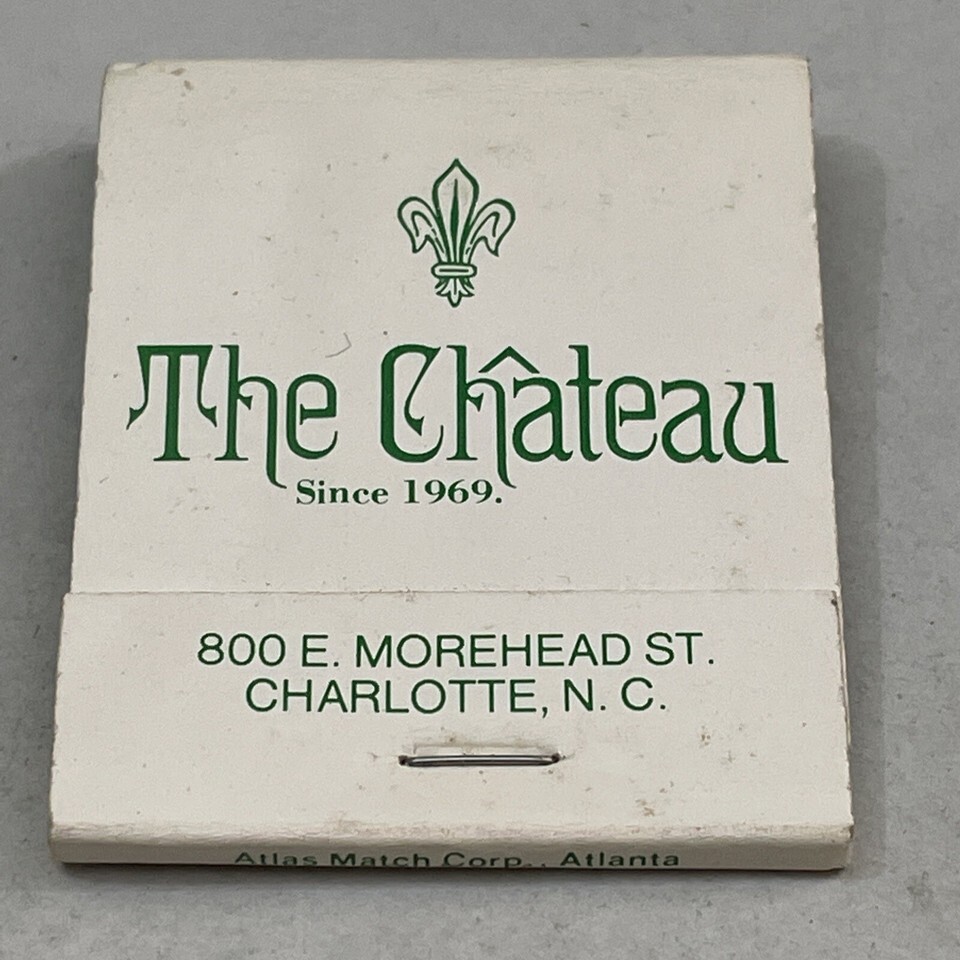 The Château
Since 1969.
800 E. MOREHEAD ST.
CHARLOTTE, N. C.
Atlas Match Corp., Atlanta